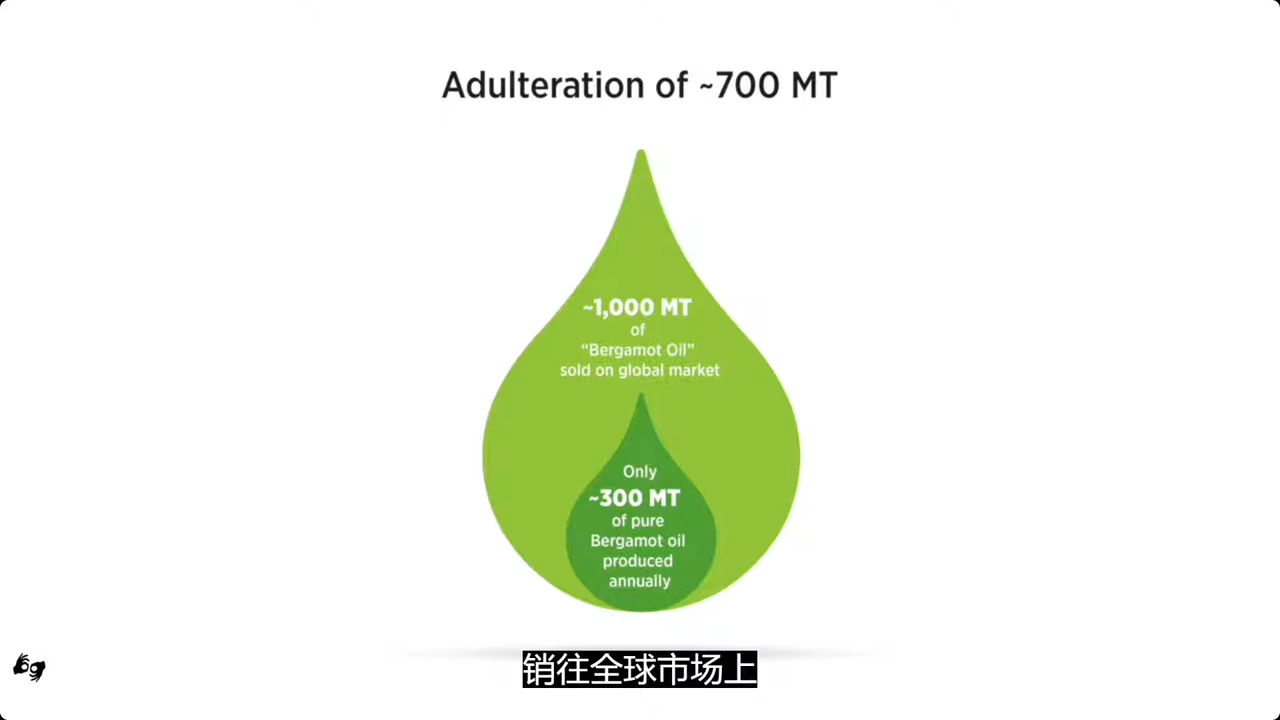 Adulteration of ~700 MT
~1,000 MT
of
“Bergamot Oil”
sold on global market
Only
~300 MT
of pure
Bergamot oil
produced
annually
销往全球市场上